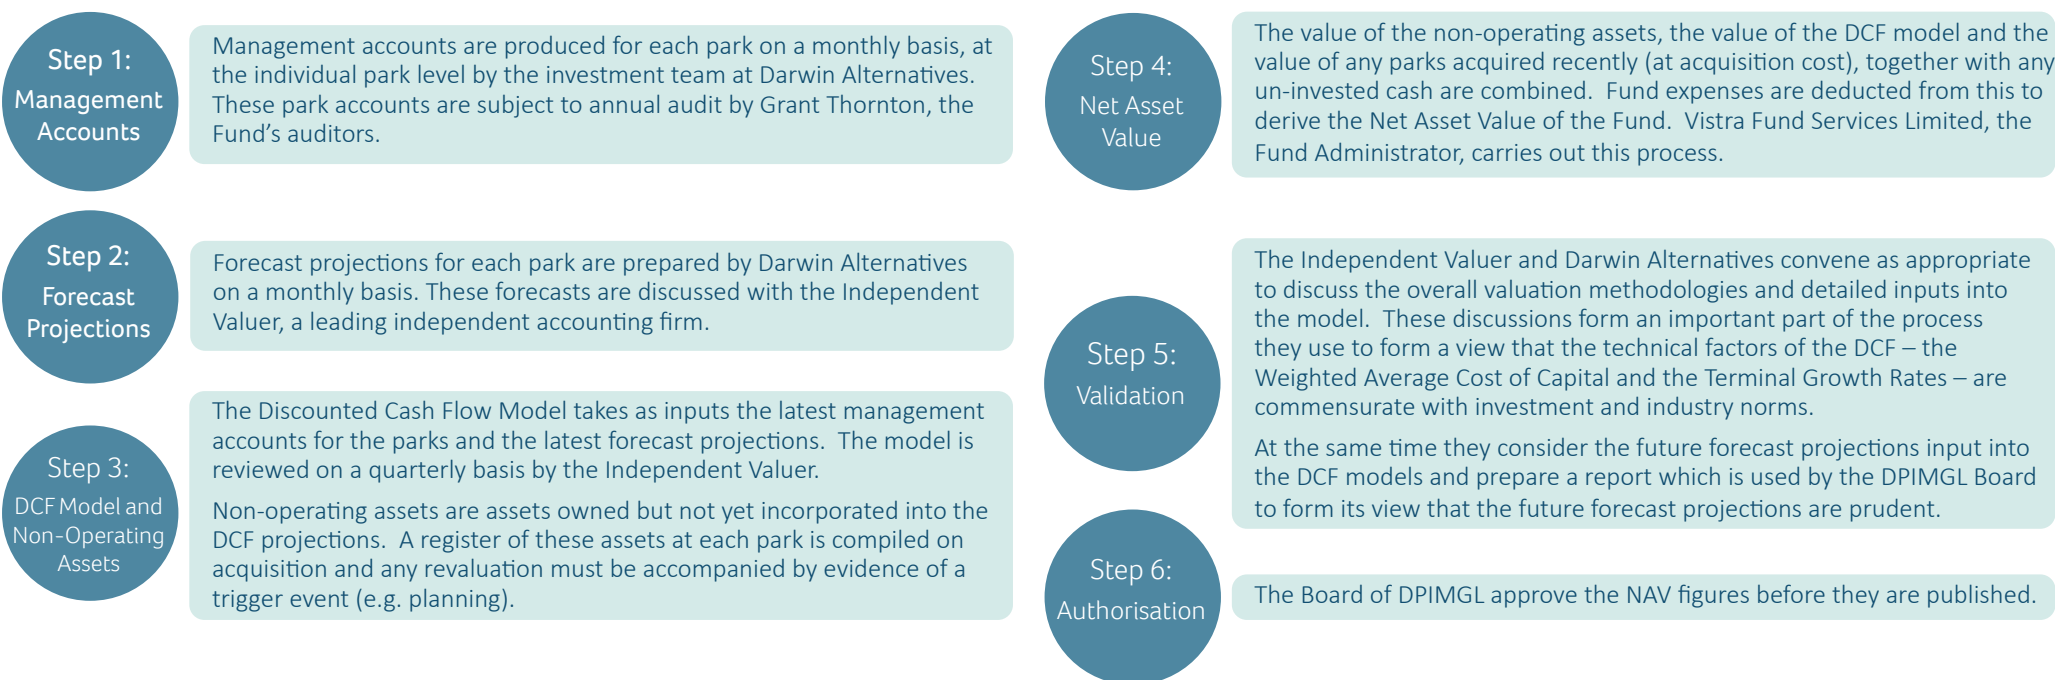 Step 1:
Management
Accounts
Management accounts are produced for each park on a monthly basis, at
the individual park level by the investment team at Darwin Alternatives.
These park accounts are subject to annual audit by Grant Thornton, the
Fund’s auditors.
Step 2:
Forecast
Projections
Forecast projections for each park are prepared by Darwin Alternatives
on a monthly basis. These forecasts are discussed with the Independent
Valuer, a leading independent accounting firm.
Step 3:
DCF Model and
Non-Operating
Assets
The Discounted Cash Flow Model takes as inputs the latest management
accounts for the parks and the latest forecast projections.  The model is
reviewed on a quarterly basis by the Independent Valuer.
Non-operating assets are assets owned but not yet incorporated into the
DCF projections.  A register of these assets at each park is compiled on
acquisition and any revaluation must be accompanied by evidence of a
trigger event (e.g. planning).
Step 4:
Net Asset
Value
The value of the non-operating assets, the value of the DCF model and the
value of any parks acquired recently (at acquisition cost), together with any
un-invested cash are combined.  Fund expenses are deducted from this to
derive the Net Asset Value of the Fund.  Vistra Fund Services Limited, the
Fund Administrator, carries out this process.
Step 5:
Validation
The Independent Valuer and Darwin Alternatives convene as appropriate
to discuss the overall valuation methodologies and detailed inputs into
the model.  These discussions form an important part of the process
they use to form a view that the technical factors of the DCF – the
Weighted Average Cost of Capital and the Terminal Growth Rates – are
commensurate with investment and industry norms.
At the same time they consider the future forecast projections input into
the DCF models and prepare a report which is used by the DPIMGL Board
to form its view that the future forecast projections are prudent.
Step 6:
Authorisation
The Board of DPIMGL approve the NAV figures before they are published.